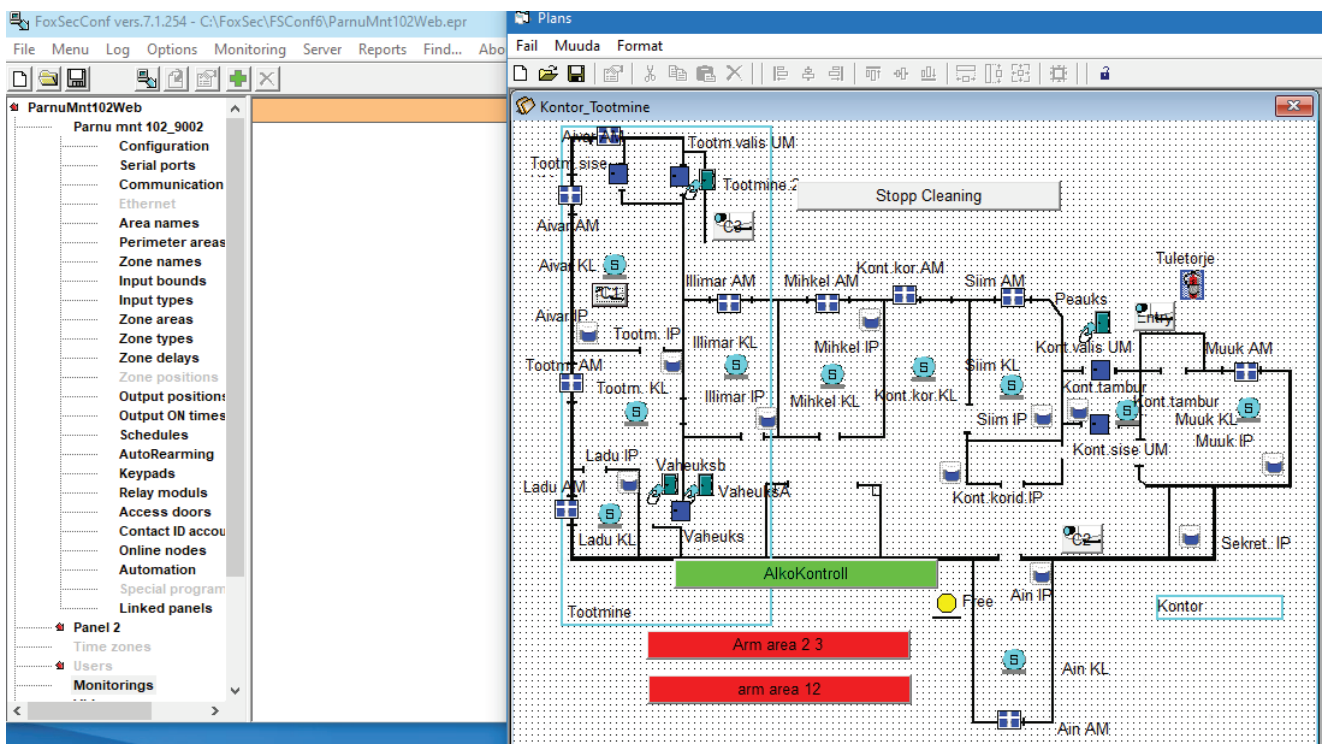 FoxSecConf vers.7.1.254 - C:\FoxSec\FSConf6\ParnuMnt102Web.epr
File Menu Log Options Monitoring Server Reports Find... Abo
ParnuMnt102Web
Parnu mnt 102_9002
Configuration
Serial ports
Communication
Ethernet
Area names
Perimeter areas
Zone names
Input bounds
Input types
Zone areas
Zone types
Zone delays
Zone positions
Output positions
Output ON times
Schedules
AutoRearming
Keypads
Relay moduls
Access doors
Contact ID accou
Online nodes
Automation
Special program
Linked panels
Panel 2
Time zones
Users
Monitorings
Plans
Fail Muuda Format
Kontor_Tootmine
Aivar AM
Tootm.valis UM
Tootm.sise
Tootmine.2
Stopp Cleaning
C3
Aivar AM
Aivar KL
S
C1
Aivar IP
Tootm. IP
Illimar AM
Mihkel AM
Kont.kor.AM
Siim AM
Tuletorje
Peauks
Entry
Illimar KL
S
Mihkel IP
Kont.valis UM
Muuk AM
Tootm AM
Tootm. KL
S
Illimar IP
Mihkel KL
S
Kont.kor.KL
S
Siim KL
S
Kont.tambur
Kont.tambur
S
Siim IP
Muuk KL
S
Kont.sise UM
Muuk IP
Ladu IP
Vaheuksb
Ladu AM
VaheuksA
Kont.korid.IP
S
Ladu KL
Vaheuks
C2
Sekret. IP
AlkoKontroll
Ain IP
Free
Kontor
Tootmine
Arm area 2 3
S
Ain KL
arm area 12
Ain AM